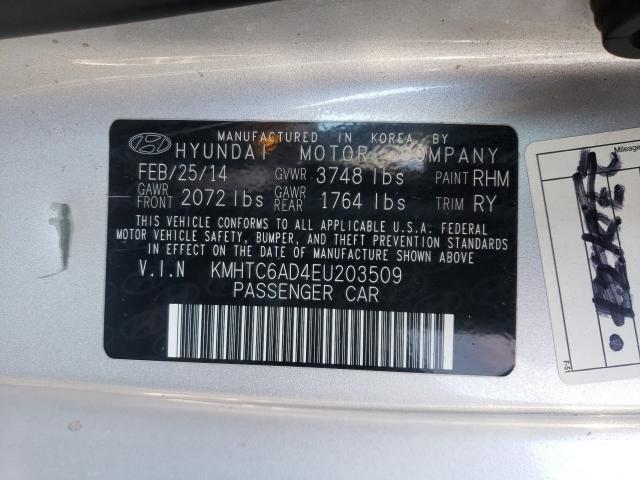 MANUFACTURED IN KOREA BY
HYUNDAI MOTOR COMPANY
FEB/25/14 GVWR 3748 lbs PAINT RHM
GAWR FRONT 2072 lbs GAWR REAR 1764 lbs TRIM RY
THIS VEHICLE CONFORMS TO ALL APPLICABLE U.S.A. FEDERAL
MOTOR VEHICLE SAFETY, BUMPER, AND THEFT PREVENTION STANDARDS
IN EFFECT ON THE DATE OF MANUFACTURE SHOWN ABOVE.
V.I.N KMHTC6AD4EU203509
PASSENGER CAR
Mileage
F-51